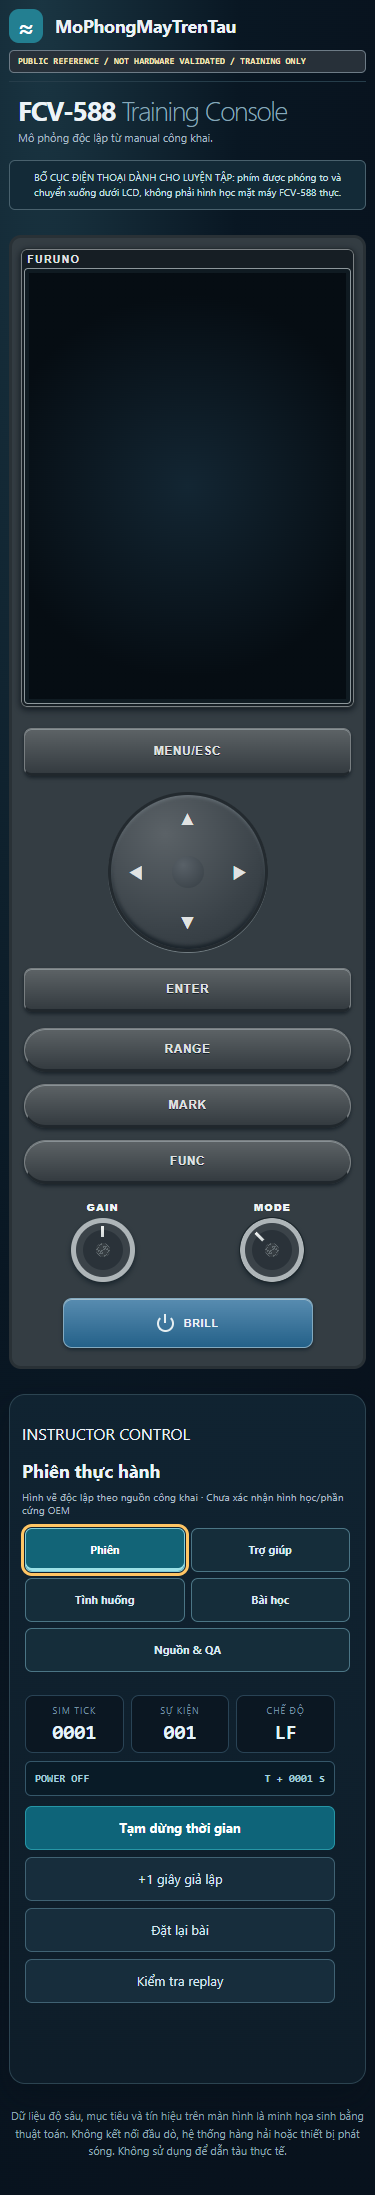 MoPhongMayTrenTau
PUBLIC REFERENCE / NOT HARDWARE VALIDATED / TRAINING ONLY
FCV-588 Training Console
Mô phỏng độc lập từ manual công khai.
BỐ CỤC ĐIỆN THOẠI DÀNH CHO LUYỆN TẬP: phím được phóng to và
chuyển xuống dưới LCD, không phải hình học mặt máy FCV-588 thực.
FURUNO
MENU/ESC
ENTER
RANGE
MARK
FUNC
GAIN MODE
BRILL
INSTRUCTOR CONTROL
Phiên thực hành
Hình vẽ độc lập theo nguồn công khai · Chưa xác nhận hình học/phần
cứng OEM
Phiên Trợ giúp
Tình huống Bài học
Nguồn & QA
SIM TICK SỰ KIỆN CHẾ ĐỘ
0001 001 LF
POWER OFF T + 0001 s
Tạm dừng thời gian
+1 giây giả lập
Đặt lại bài
Kiểm tra replay
Dữ liệu độ sâu, mục tiêu và tín hiệu trên màn hình là minh họa sinh bằng
thuật toán. Không kết nối đầu dò, hệ thống hàng hải hoặc thiết bị phát
sóng. Không sử dụng để dẫn tàu thực tế.